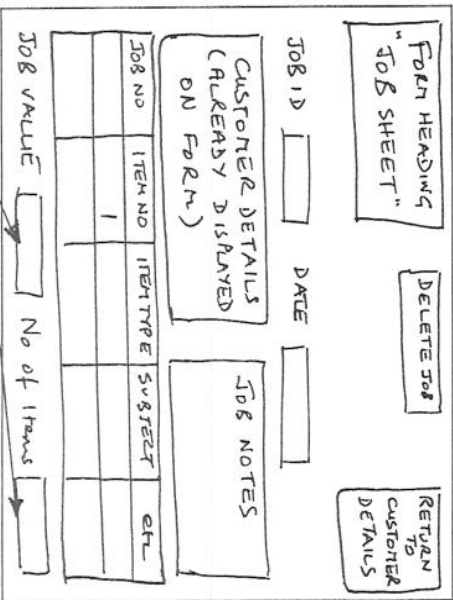 FORM HEADING
"JOB SHEET"
DELETE JOB
RETURN
TO
CUSTOMER
DETAILS
JOB ID
DATE
CUSTOMER DETAILS
(ALREADY DISPLAYED
ON FORM)
JOB NOTES
JOB NO ITEM NO ITEM TYPE SUBJECT etc
1
JOB VALUE
No of Items